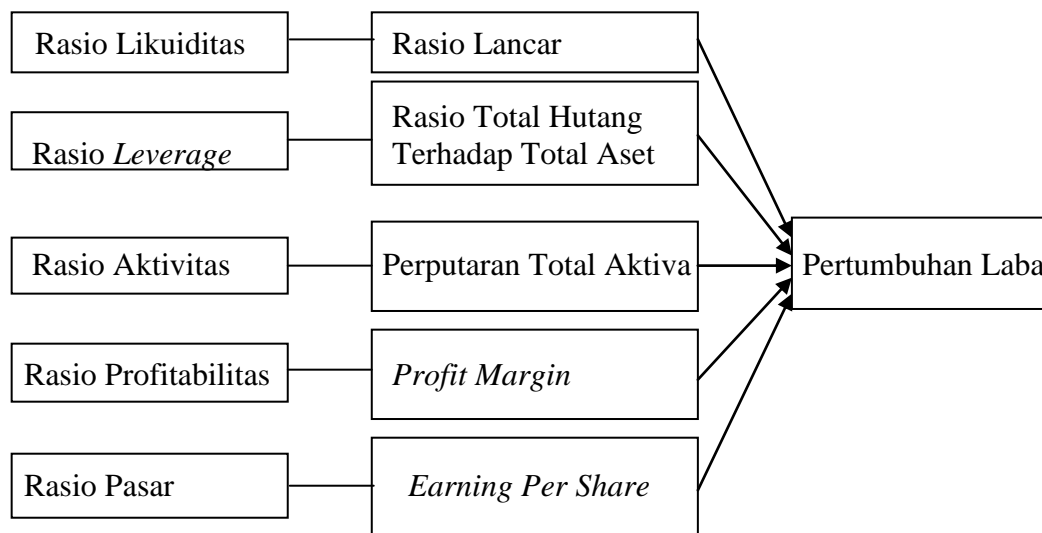 Rasio Likuiditas
Rasio Lancar
Rasio Leverage
Rasio Total Hutang
Terhadap Total Aset
Rasio Aktivitas
Perputaran Total Aktiva
Pertumbuhan Laba
Rasio Profitabilitas
Profit Margin
Rasio Pasar
Earning Per Share